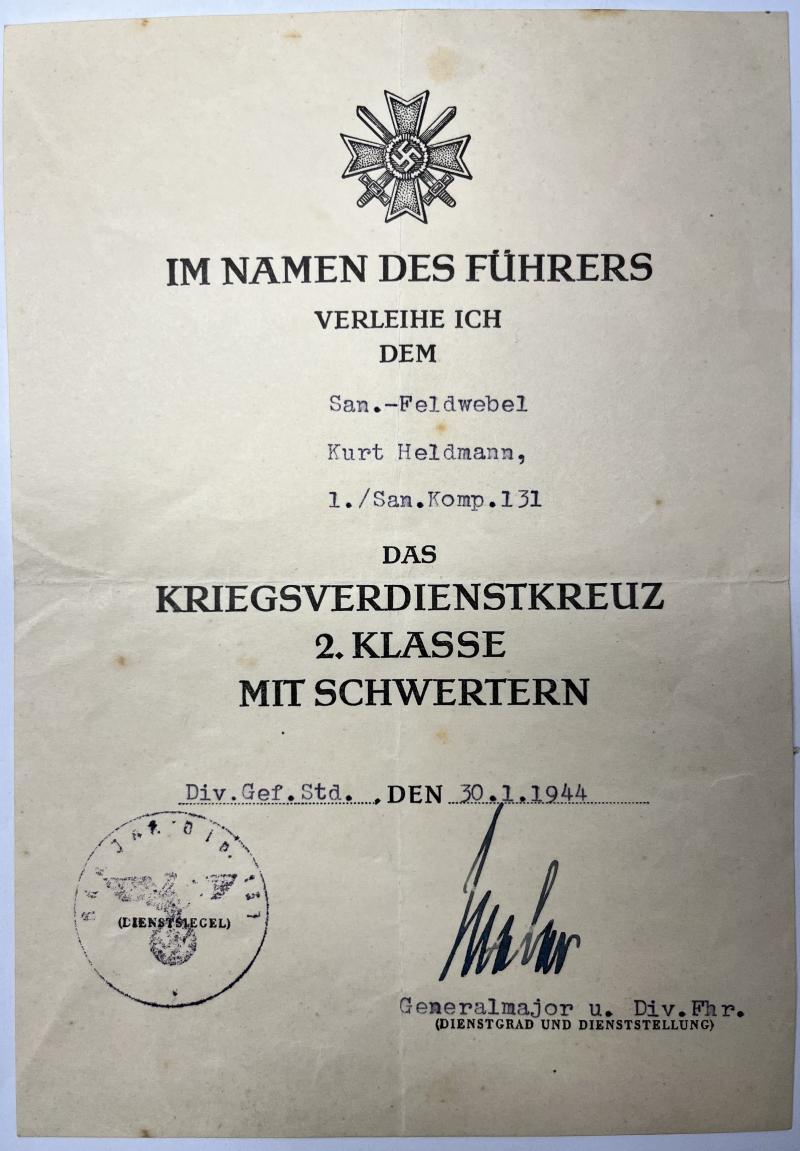 IM NAMEN DES FÜHRERS
VERLEIHE ICH
DEM
San.-Feldwebel
Kurt Heldmann,
1./San.Komp.131
DAS
KRIEGSVERDIENSTKREUZ
2. KLASSE
MIT SCHWERTERN
Div.Gef.Std. , DEN 30.1.1944
(DIENSTSIEGEL)
Generalmajor u. Div.Fhr.
(DIENSTGRAD UND DIENSTSTELLUNG)